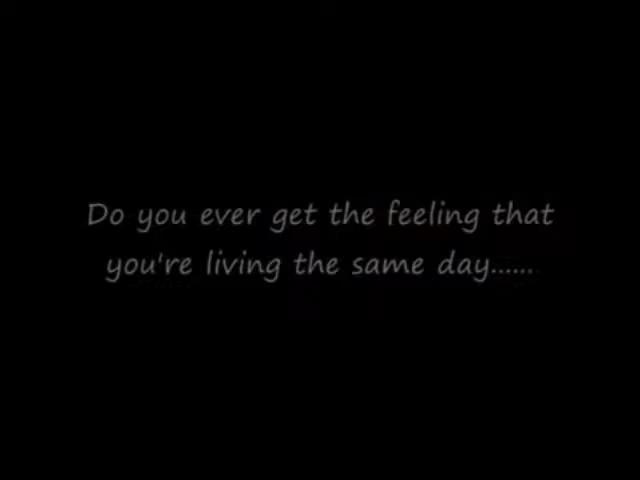 Do you ever get the feeling that
you're living the same day......